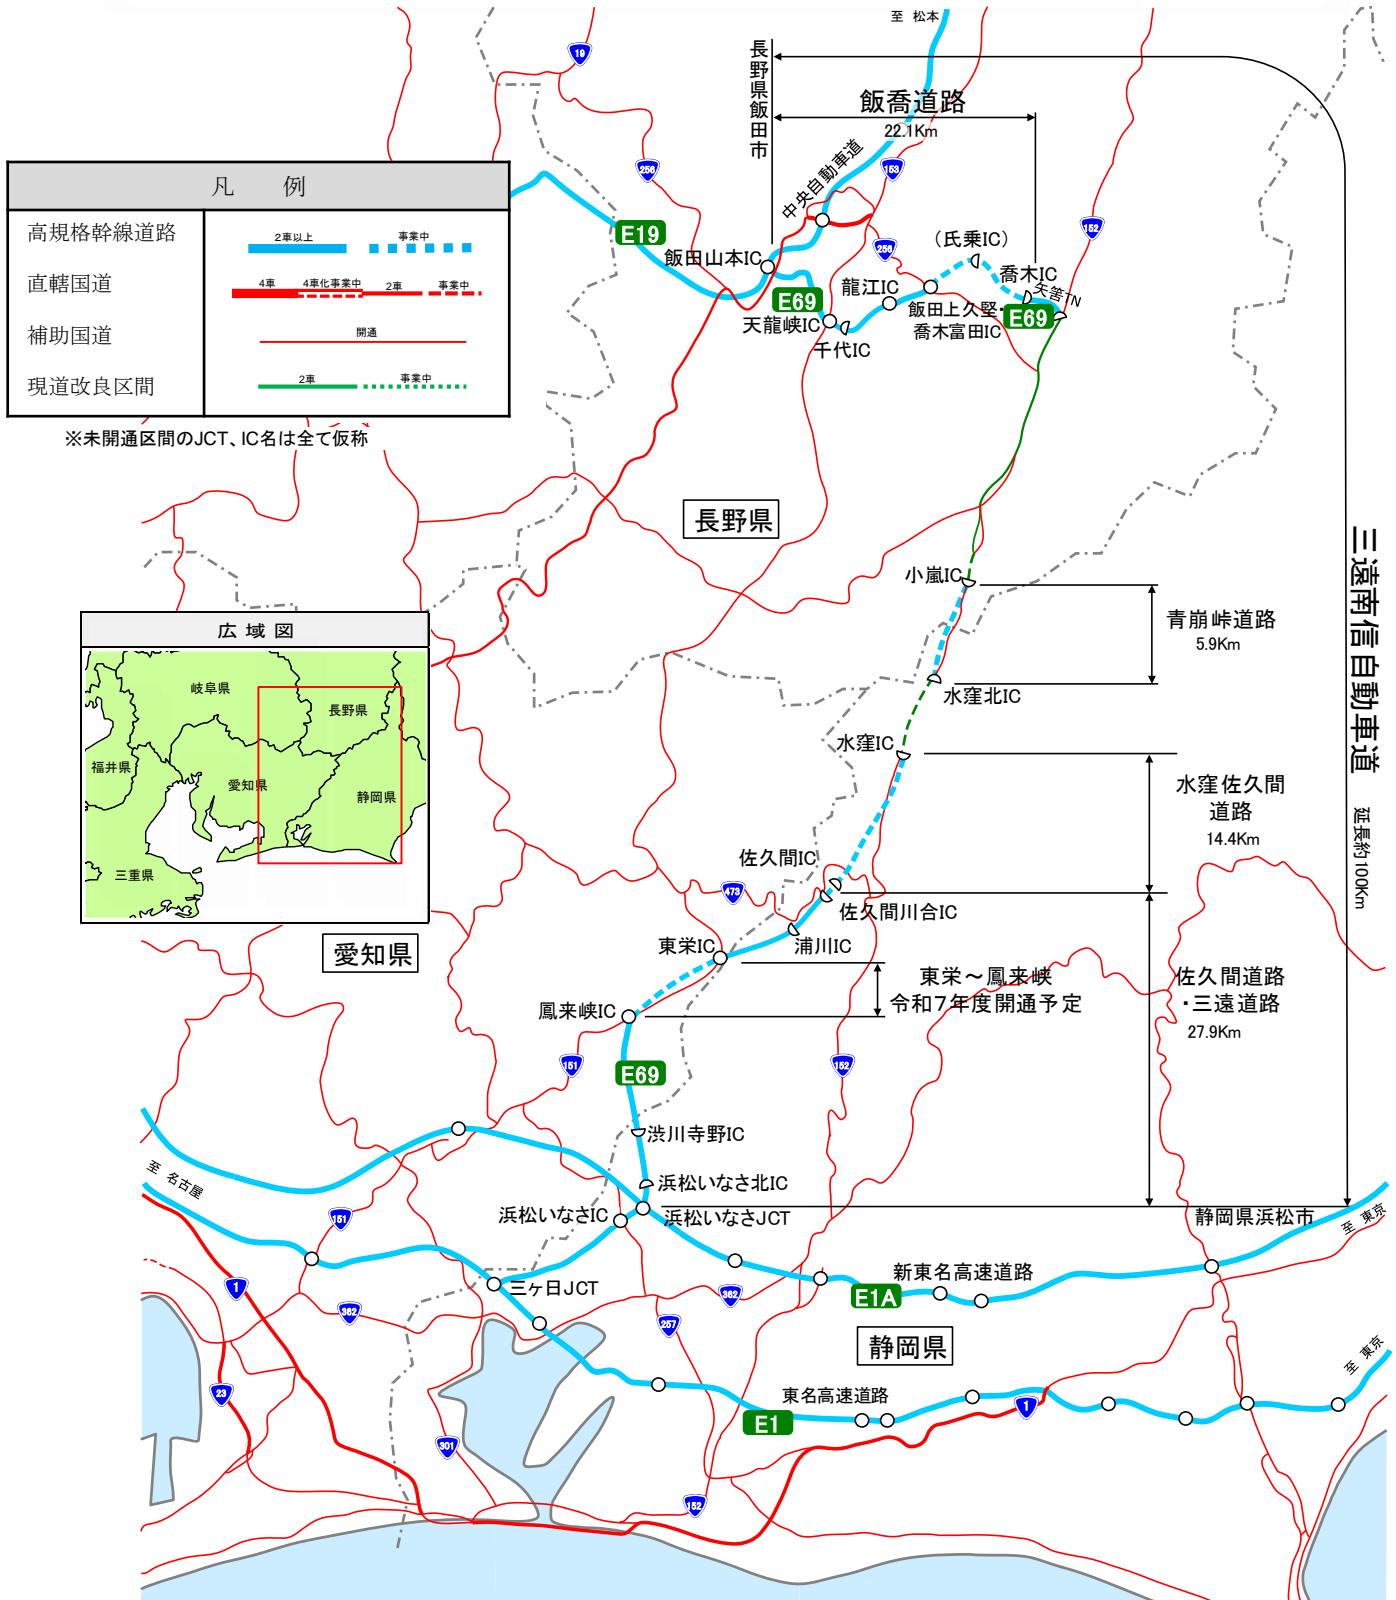 至 松本
19
長野県飯田市
飯喬道路
22.1Km
256
153
中央自動車道
凡 例
高規格幹線道路
2車以上
事業中
直轄国道
4車
4車化事業中
2車
事業中
補助国道
開通
現道改良区間
2車
事業中
※未開通区間のJCT、IC名は全て仮称
E19
飯田山本IC
256
(氏乗IC)
152
喬木IC
矢筈TN
龍江IC
E69
飯田上久堅・
喬木富田IC
E69
天龍峡IC
千代IC
長野県
三遠南信自動車道
延長約100Km
小嵐IC
青崩峠道路
5.9Km
水窪北IC
広域図
岐阜県
長野県
福井県
愛知県
静岡県
三重県
水窪IC
水窪佐久間
道路
14.4Km
佐久間IC
473
佐久間川合IC
愛知県
東栄IC
浦川IC
東栄～鳳来峡
令和7年度開通予定
佐久間道路
・三遠道路
27.9Km
鳳来峡IC
151
E69
152
渋川寺野IC
至 名古屋
浜松いなさ北IC
浜松いなさIC
浜松いなさJCT
静岡県浜松市
至 東京
151
1
三ヶ日JCT
新東名高速道路
E1A
362
362
257
静岡県
至 東京
23
東名高速道路
E1
1
301
152